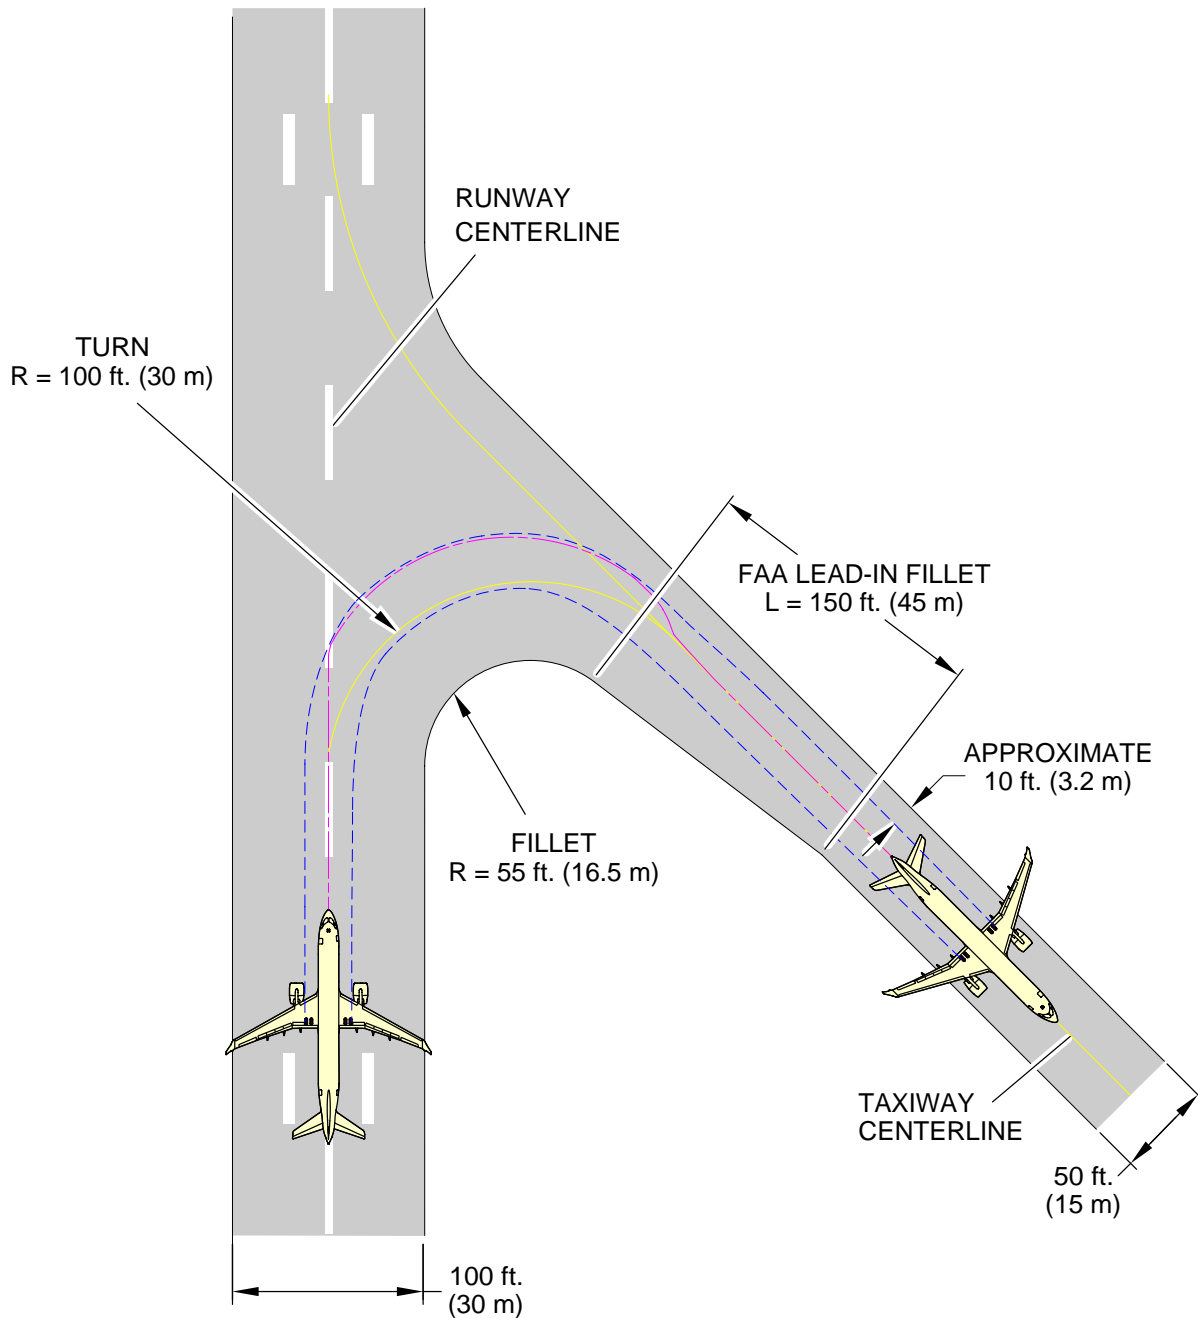 RUNWAY
CENTERLINE
TURN
R = 100 ft. (30 m)
FAA LEAD-IN FILLET
L = 150 ft. (45 m)
APPROXIMATE
10 ft. (3.2 m)
FILLET
R = 55 ft. (16.5 m)
TAXIWAY
CENTERLINE
50 ft.
(15 m)
100 ft.
(30 m)